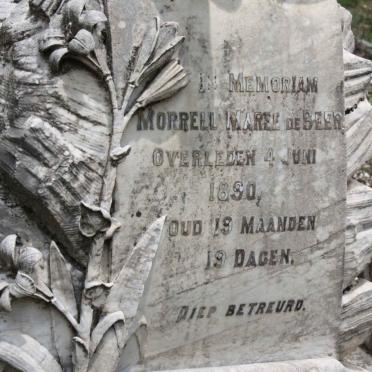 IN MEMORIAM
MORRELL MAREE DE BEER
OVERLEDEN 4 JUNI
1890,
OUD 19 MAANDEN
19 DAGEN.
DIEP BETREURD.